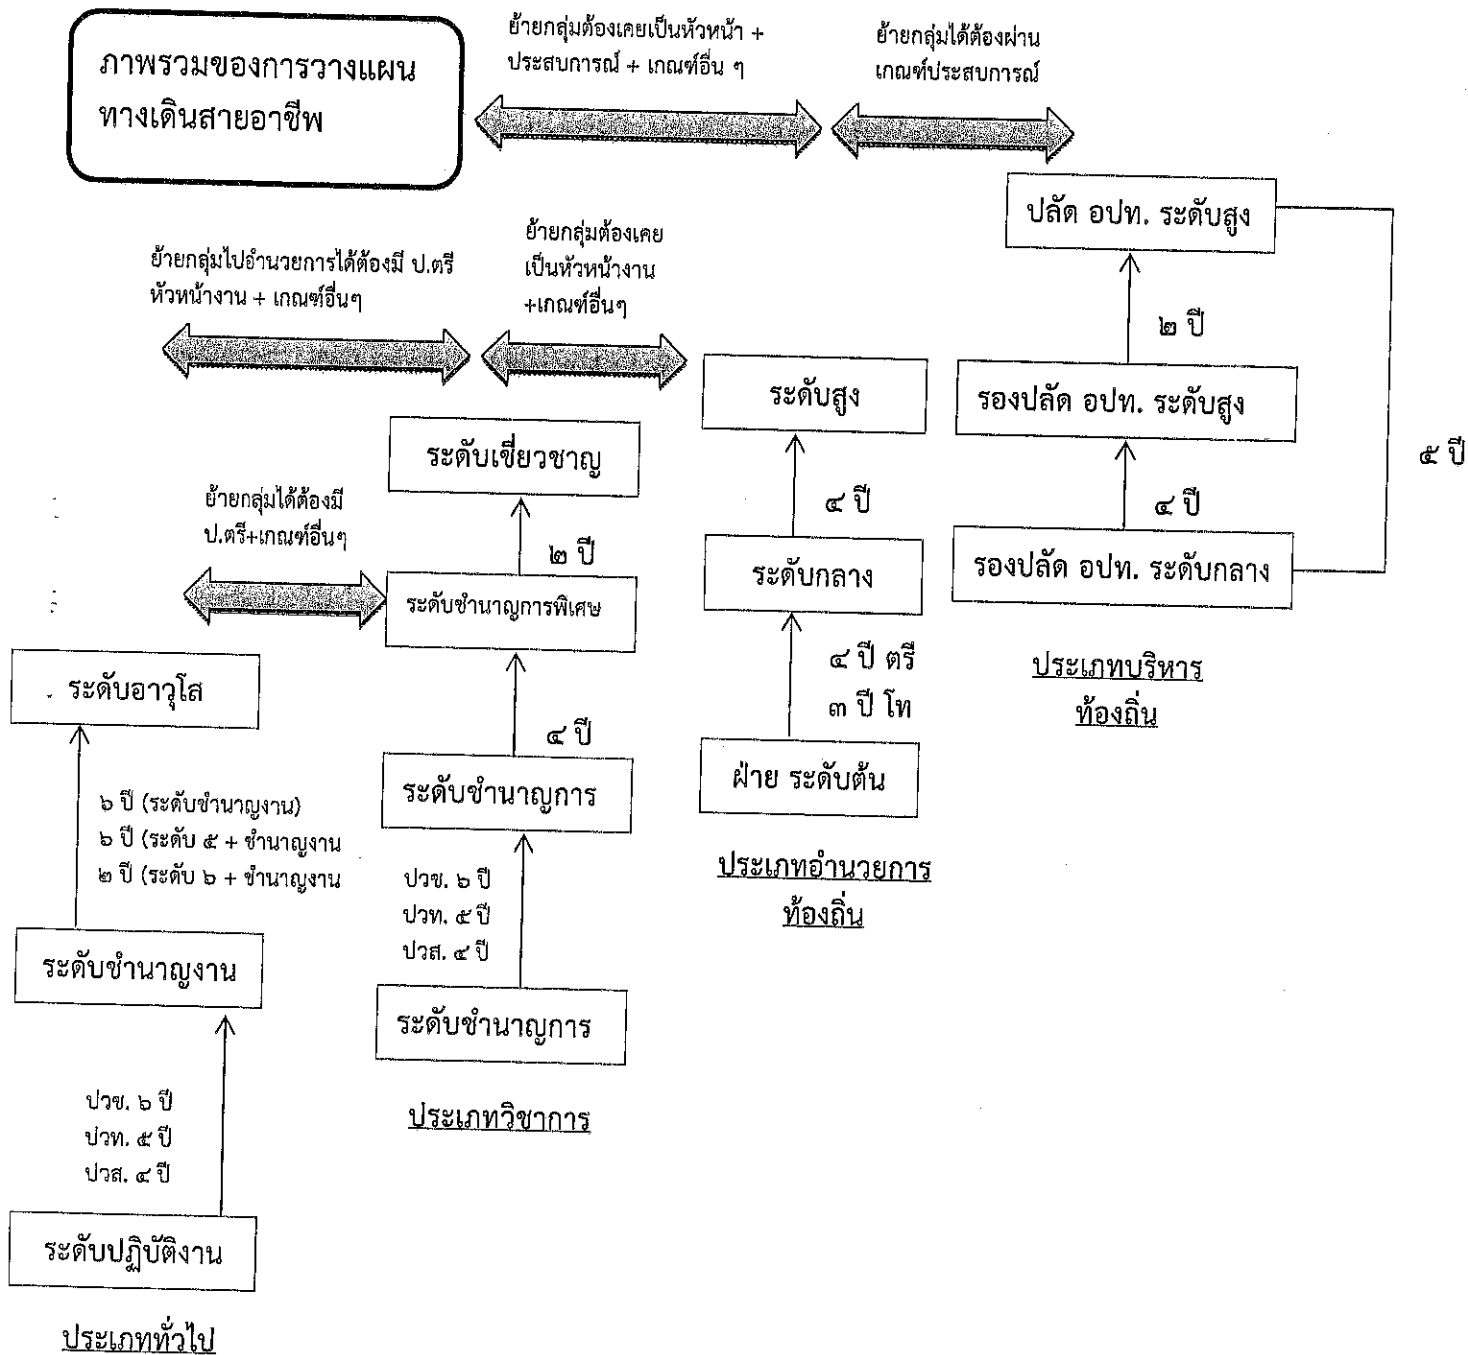 ภาพรวมของการวางแผน
ทางเดินสายอาชีพ
ย้ายกลุ่มต้องเคยเป็นหัวหน้า +
ประสบการณ์ + เกณฑ์อื่น ๆ
ย้ายกลุ่มได้ต้องผ่าน
เกณฑ์ประสบการณ์
ย้ายกลุ่มไปอำนวยการได้ต้องมี ป.ตรี
หัวหน้างาน + เกณฑ์อื่นๆ
ย้ายกลุ่มต้องเคย
เป็นหัวหน้างาน
+เกณฑ์อื่นๆ
ย้ายกลุ่มได้ต้องมี
ป.ตรี+เกณฑ์อื่นๆ
ระดับอาวุโส
๖ ปี (ระดับชำนาญงาน)
๖ ปี (ระดับ ๕ + ชำนาญงาน
๒ ปี (ระดับ ๖ + ชำนาญงาน
ระดับชำนาญงาน
ปวช. ๖ ปี
ปวท. ๕ ปี
ปวส. ๔ ปี
ระดับปฏิบัติงาน
ประเภททั่วไป
ระดับเชี่ยวชาญ
๒ ปี
ระดับชำนาญการพิเศษ
๔ ปี
ระดับชำนาญการ
ปวช. ๖ ปี
ปวท. ๕ ปี
ปวส. ๔ ปี
ระดับชำนาญการ
ประเภทวิชาการ
ระดับสูง
๔ ปี
ระดับกลาง
๔ ปี ตรี
๓ ปี โท
ฝ่าย ระดับต้น
ประเภทอำนวยการ
ท้องถิ่น
ปลัด อปท. ระดับสูง
๒ ปี
รองปลัด อปท. ระดับสูง
๔ ปี
๕ ปี
รองปลัด อปท. ระดับกลาง
ประเภทบริหาร
ท้องถิ่น